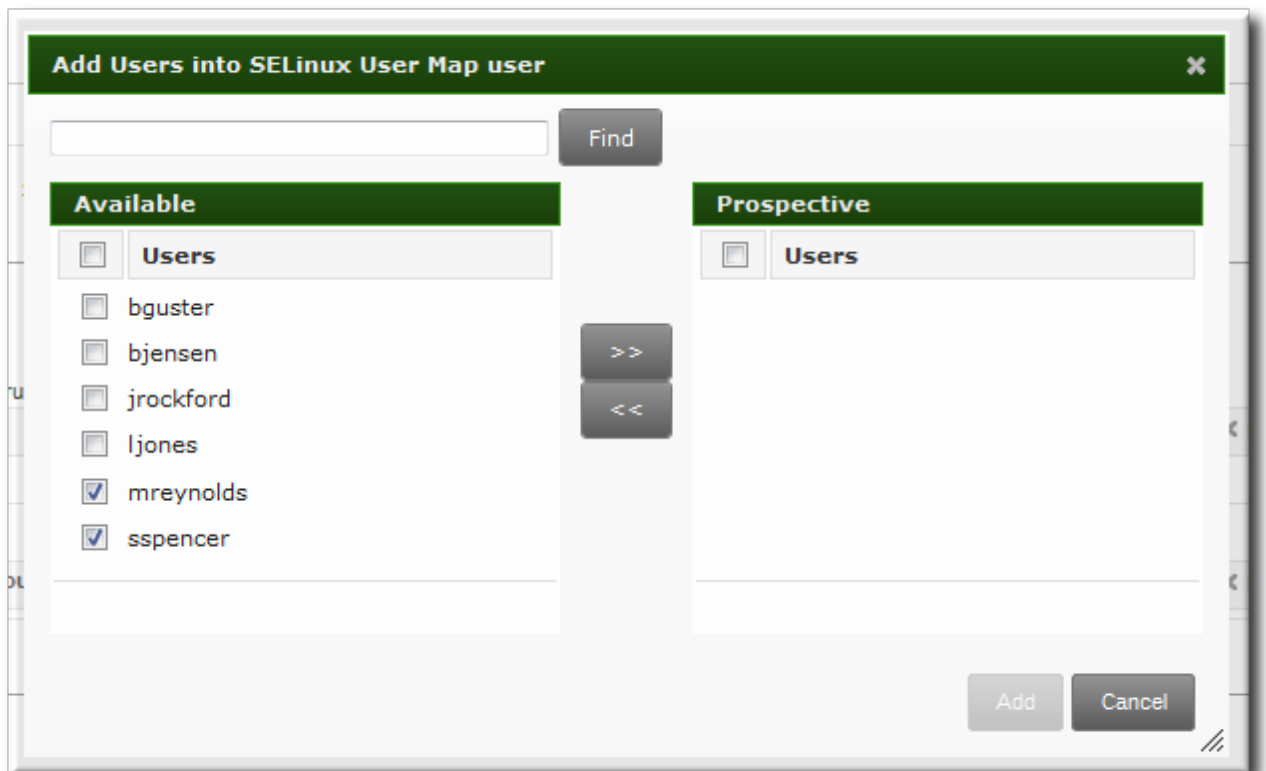 Add Users into SELinux User Map user
Find
Available
Prospective
Users
Users
bguster
bjensen
jrockford
ljones
mreynolds
sspencer
>>
<<
Add
Cancel